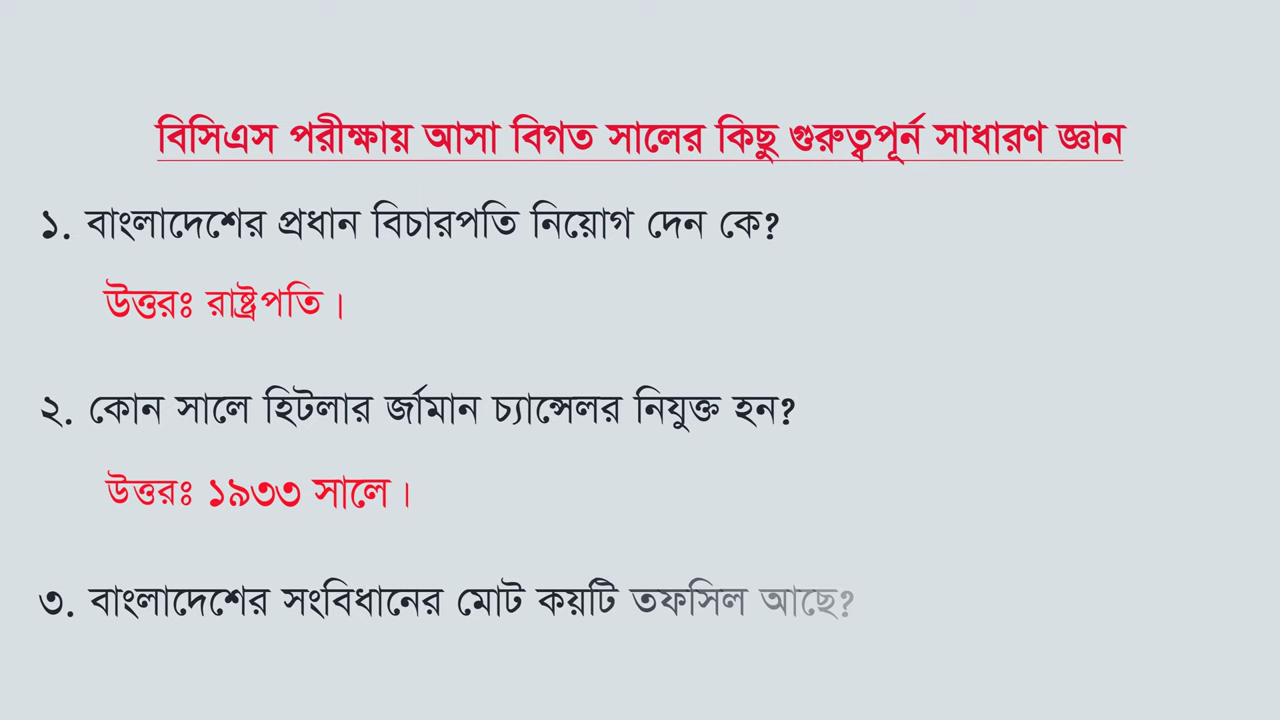 বিসিএস পরীক্ষায় আসা বিগত সালের কিছু গুরুত্বপূর্ন সাধারণ জ্ঞান
১. বাংলাদেশের প্রধান বিচারপতি নিয়োগ দেন কে?
উত্তরঃ রাষ্ট্রপতি।
২. কোন সালে হিটলার র্জামান চ্যান্সেলর নিযুক্ত হন?
উত্তরঃ ১৯৩৩ সালে।
৩. বাংলাদেশের সংবিধানের মোট কয়টি তফসিল আছে?